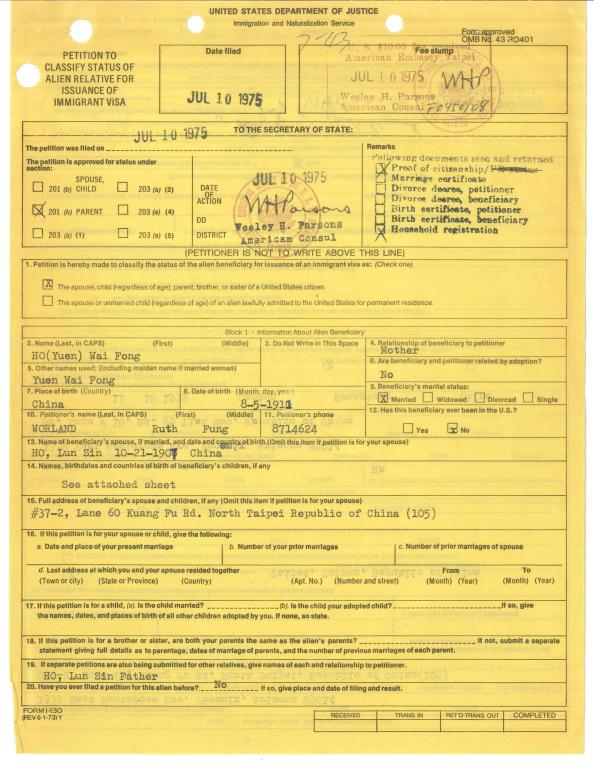 UNITED STATES DEPARTMENT OF JUSTICE
Immigration and Naturalization Service
Form approved
OMB No. 43 RO401
PETITION TO
CLASSIFY STATUS OF
ALIEN RELATIVE FOR
ISSUANCE OF
IMMIGRANT VISA
Date filed
JUL 10 1975
Fee stamp
U. S. $10.00 fee received
American Embassy Taipei
JUL 10 1975
WHP
Wesley H. Parsons
American Consul
TO THE SECRETARY OF STATE:
JUL 10 1975
The petition was filed on
The petition is approved for status under
section:
201 (b) SPOUSE, CHILD
203 (a) (2)
X 201 (b) PARENT
203 (a) (4)
203 (a) (1)
203 (a) (5)
DATE
OF
ACTION
DD
DISTRICT
JUL 10 1975
WHParsons
Wesley H. Parsons
American Consul
Remarks
Following documents seen and returned
X Proof of citizenship/
Marriage certificate
Divorce decree, petitioner
Divorce decree, beneficiary
Birth certificate, petitioner
Birth certificate, beneficiary
X Household registration
(PETITIONER IS NOT TO WRITE ABOVE THIS LINE)
1. Petition is hereby made to classify the status of the alien beneficiary for issuance of an immigrant visa as: (Check one)
X The spouse, child (regardless of age), parent, brother, or sister of a United States citizen.
The spouse or unmarried child (regardless of age) of an alien lawfully admitted to the United States for permanent residence.
Block I. - Information About Alien Beneficiary
2. Name (Last, in CAPS) (First) (Middle)
HO(Yuen) Wai Fong
3. Do Not Write in This Space
4. Relationship of beneficiary to petitioner
Mother
5. Other names used; (including maiden name if married woman)
Yuen Wai Fong
6. Are beneficiary and petitioner related by adoption?
No
7. Place of birth (Country)
China
8. Date of birth (Month, day, year)
8-5-1911
9. Beneficiary's marital status:
X Married Widowed Divorced Single
10. Petitioner's name (Last, in CAPS) (First) (Middle)
WORLAND Ruth Fung
11. Petitioner's phone
8714624
12. Has this beneficiary ever been in the U.S.?
Yes X No
13. Name of beneficiary's spouse, if married, and date and country of birth. (Omit this item if petition is for your spouse)
HO, Lun Sin 10-21-1907 China
14. Names, birthdates and countries of birth of beneficiary's children, if any
See attached sheet
15. Full address of beneficiary's spouse and children, if any (Omit this item if petition is for your spouse)
#37-2, Lane 60 Kuang Fu Rd. North Taipei Republic of China (105)
16. If this petition is for your spouse or child, give the following:
a. Date and place of your present marriage
b. Number of your prior marriages
c. Number of prior marriages of spouse
d. Last address at which you and your spouse resided together
From To
(Town or city) (State or Province) (Country) (Apt. No.) (Number and street) (Month) (Year) (Month) (Year)
17. If this petition is for a child, (a). Is the child married? (b). Is the child your adopted child? If so, give
the names, dates, and places of birth of all other children adopted by you. If none, so state.
18. If this petition is for a brother or sister, are both your parents the same as the alien's parents? If not, submit a separate
statement giving full details as to parentage, dates of marriage of parents, and the number of previous marriages of each parent.
19. If separate petitions are also being submitted for other relatives, give names of each and relationship to petitioner.
HO, Lun Sin Father
20. Have you ever filed a petition for this alien before? No If so, give place and date of filing and result.
FORM I-130
(REV. 6-1-73) Y
RECEIVED
TRANS. IN
RET'D-TRANS. OUT
COMPLETED